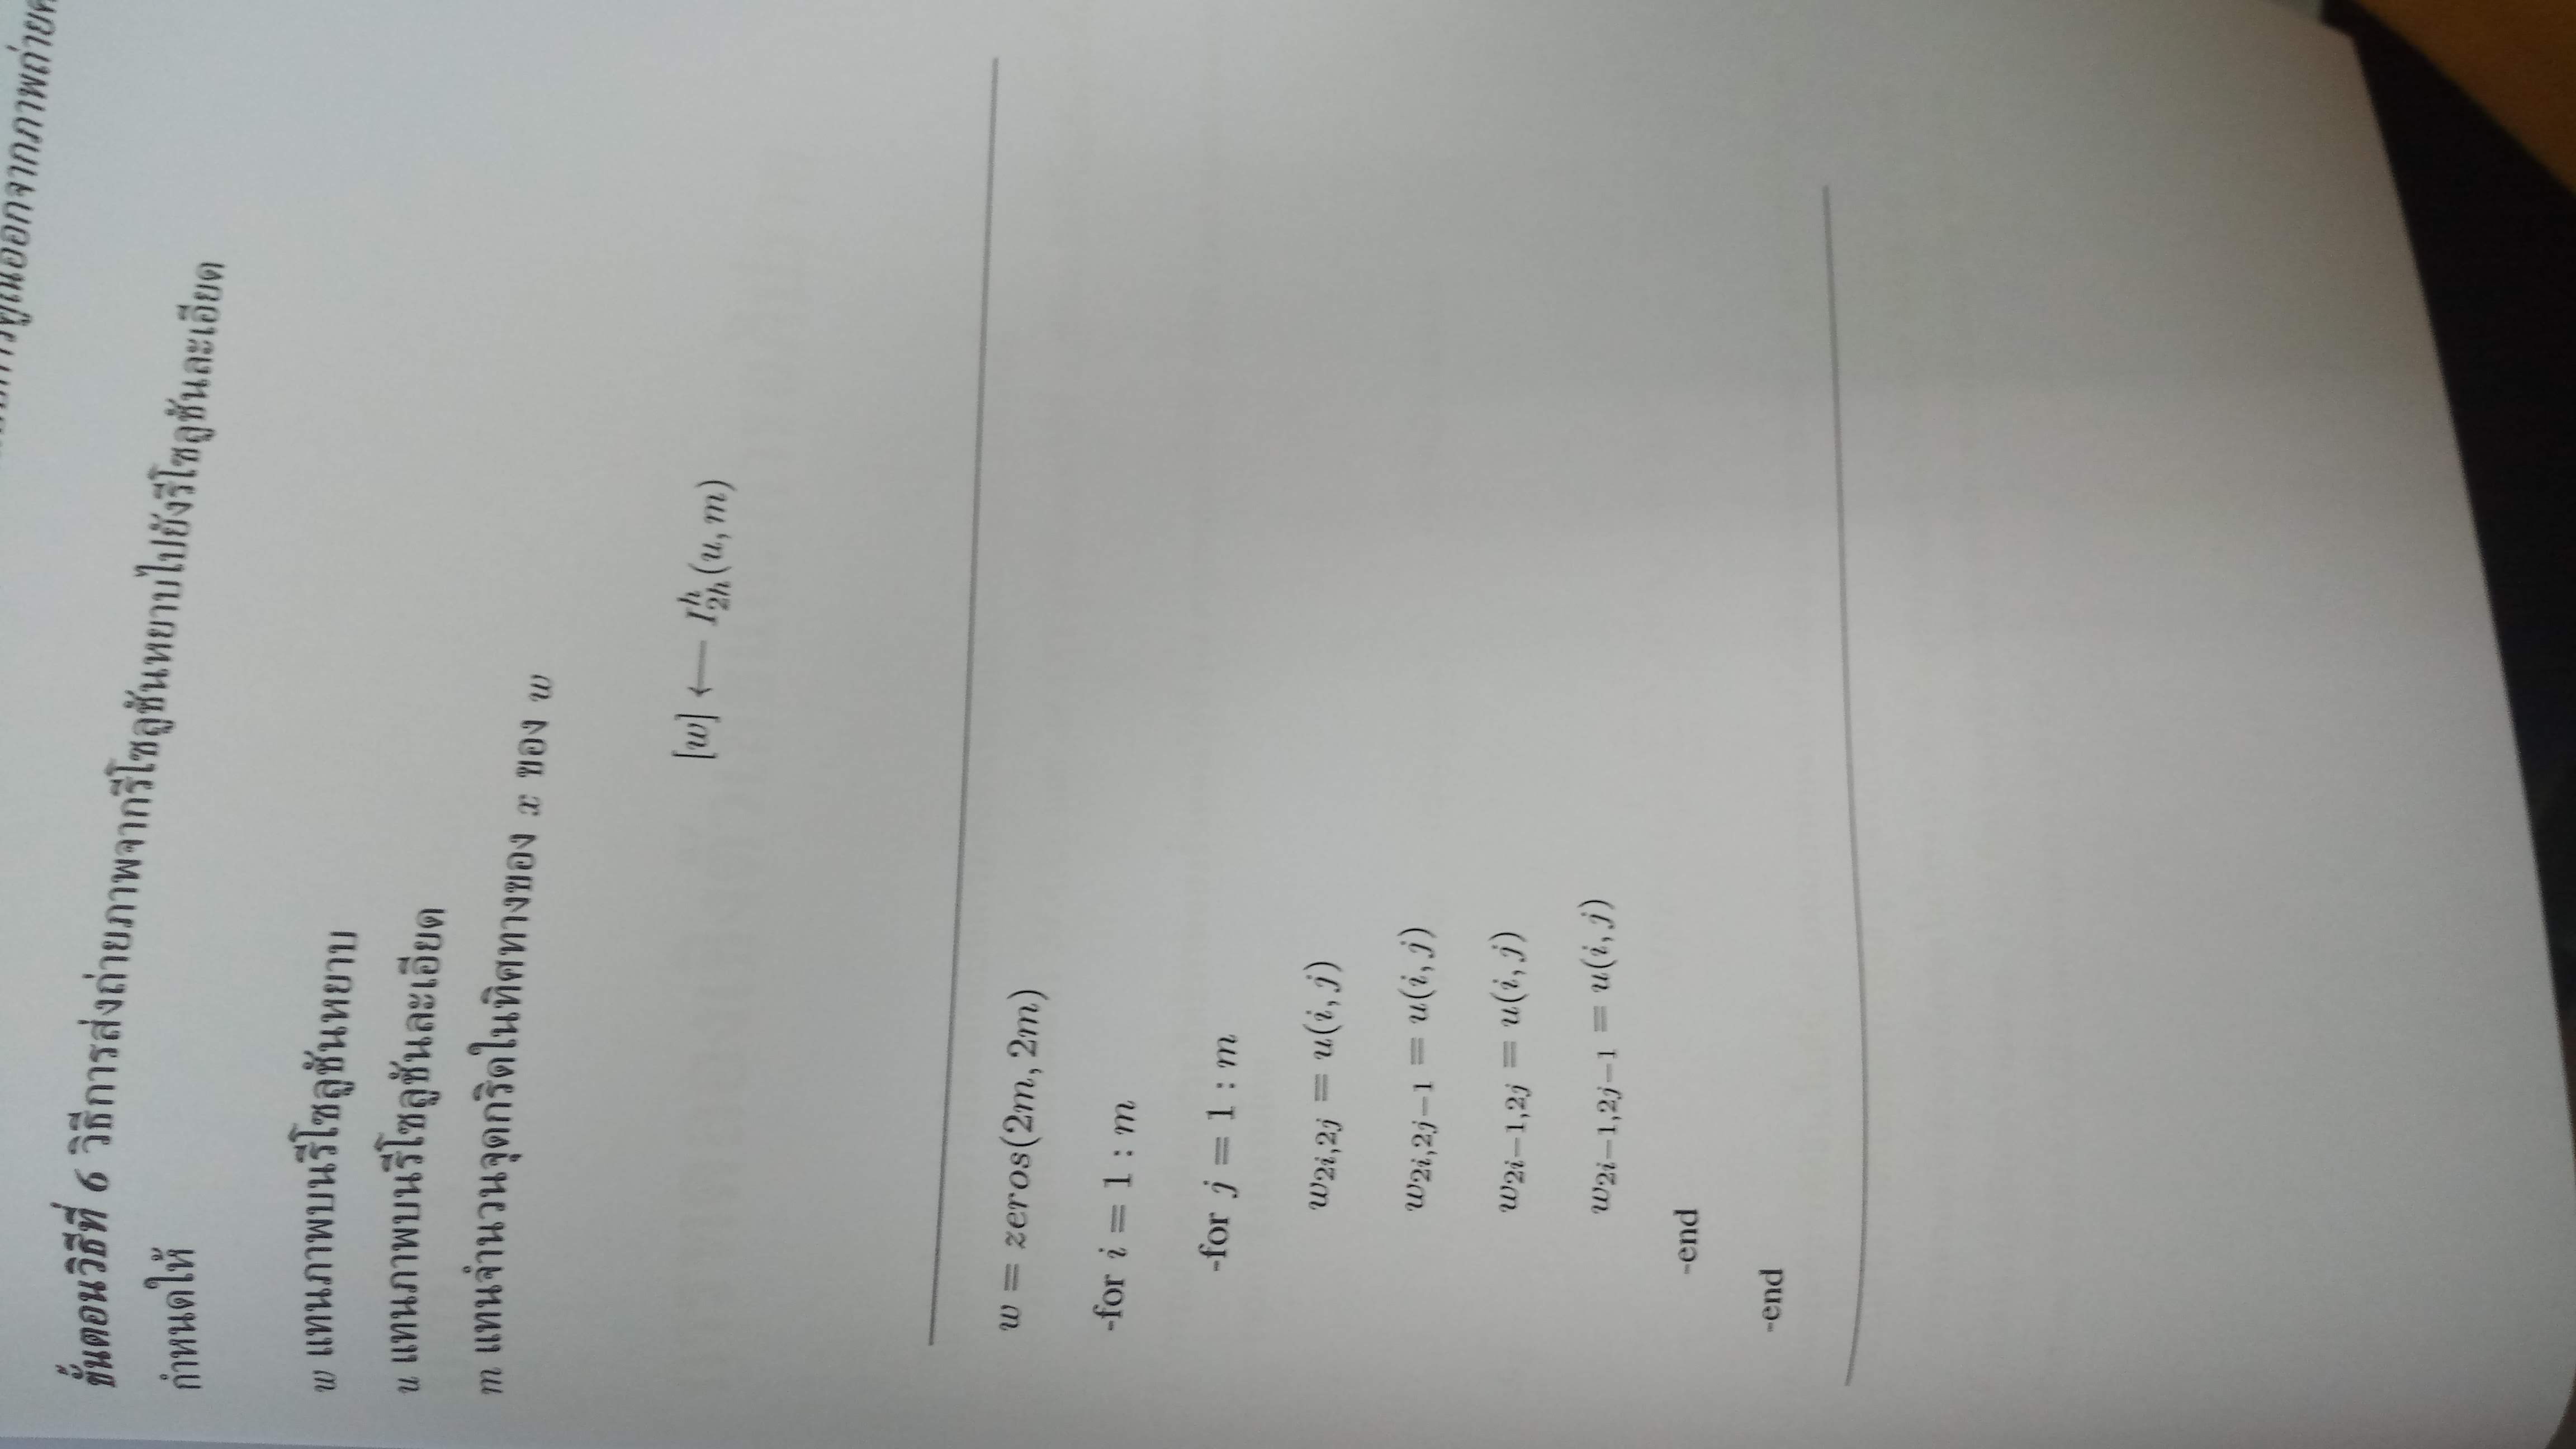 การคูณออกจากภาพถ่าย
ขั้นตอนวิธีที่ 6 วิธีการส่งถ่ายภาพจากรีโซลูชันหยาบไปยังรีโซลูชันละเอียด
กำหนดให้
w แทนภาพบนรีโซลูชันหยาบ
u แทนภาพบนรีโซลูชันละเอียด
m แทนจำนวนจุดกริดในทิศทางของ x ของ w
[w] ⟵ I_{2h}^{h}(u, m)
w = zeros(2m, 2m)
-for i = 1 : m
-for j = 1 : m
w_{2i,2j} = u(i, j)
w_{2i,2j−1} = u(i, j)
w_{2i−1,2j} = u(i, j)
w_{2i−1,2j−1} = u(i, j)
-end
-end